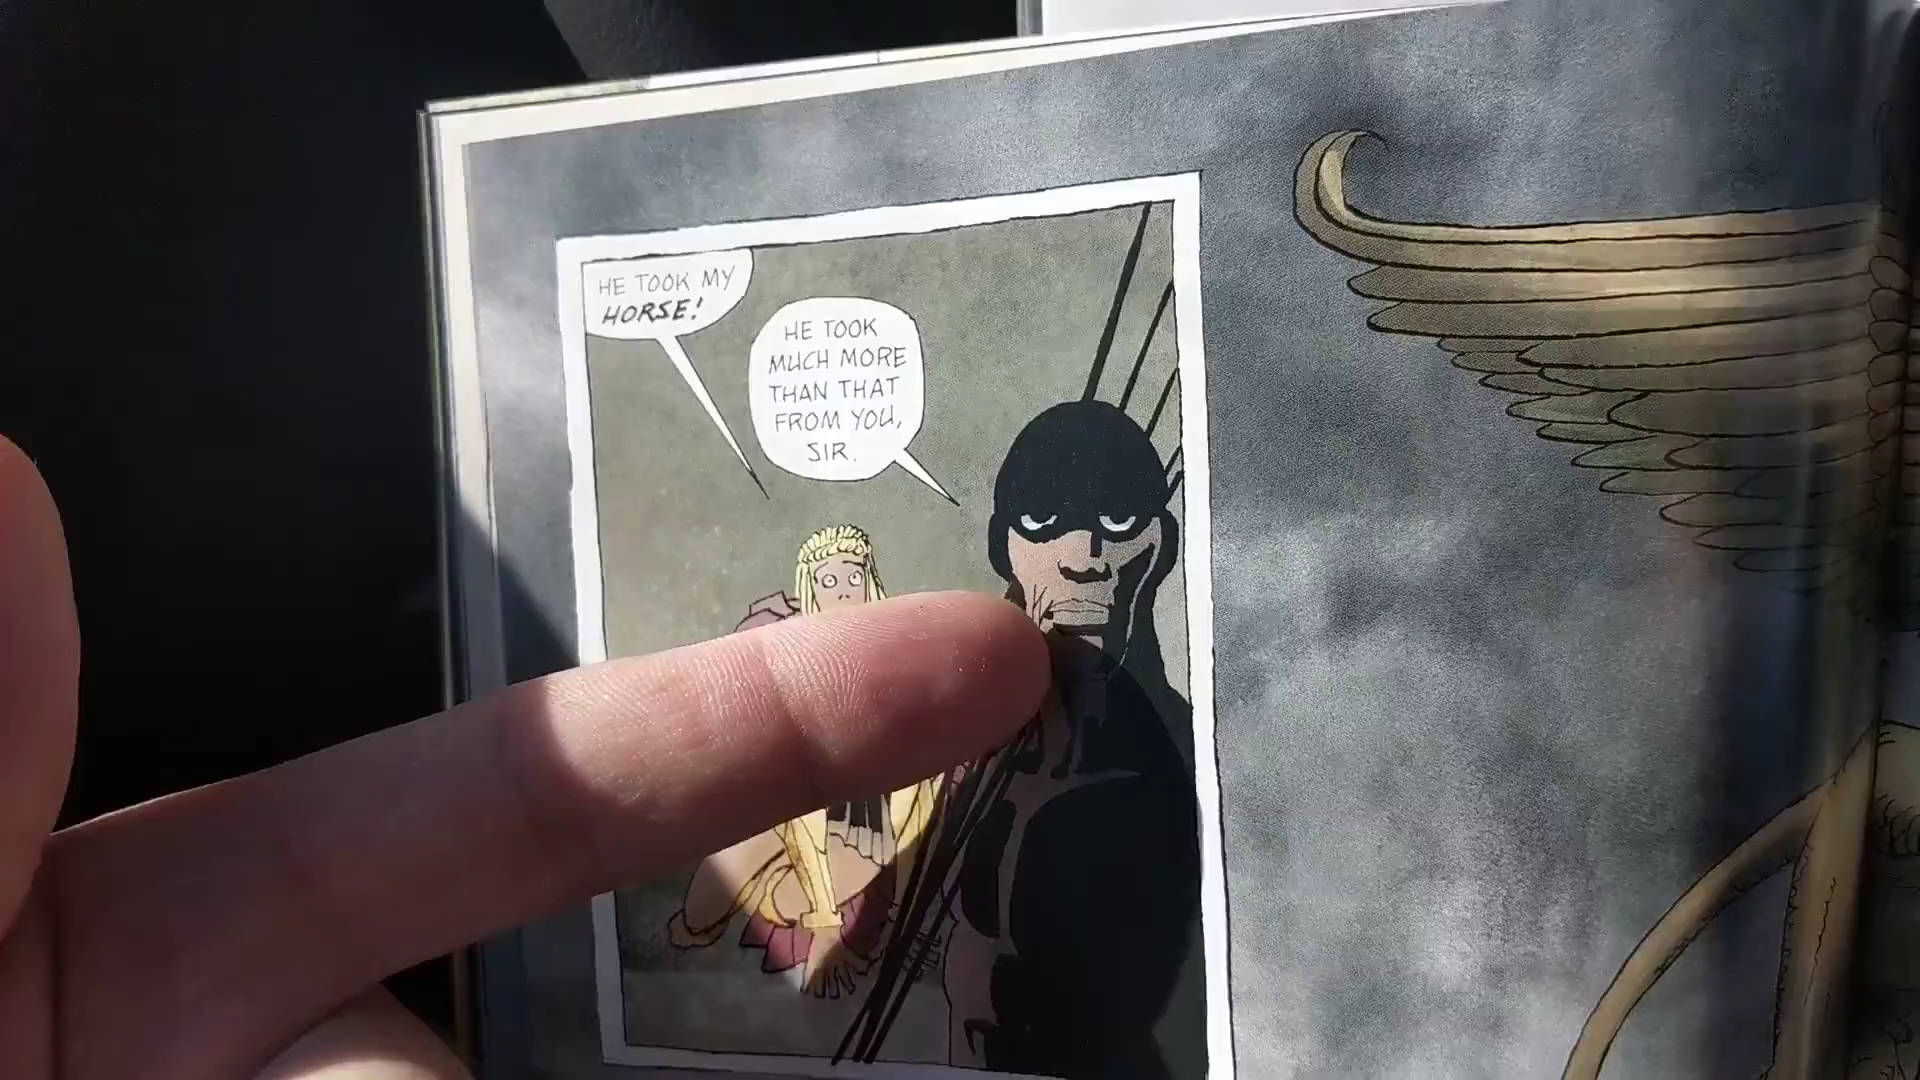 HE TOOK MY
HORSE!
HE TOOK
MUCH MORE
THAN THAT
FROM YOU,
SIR.